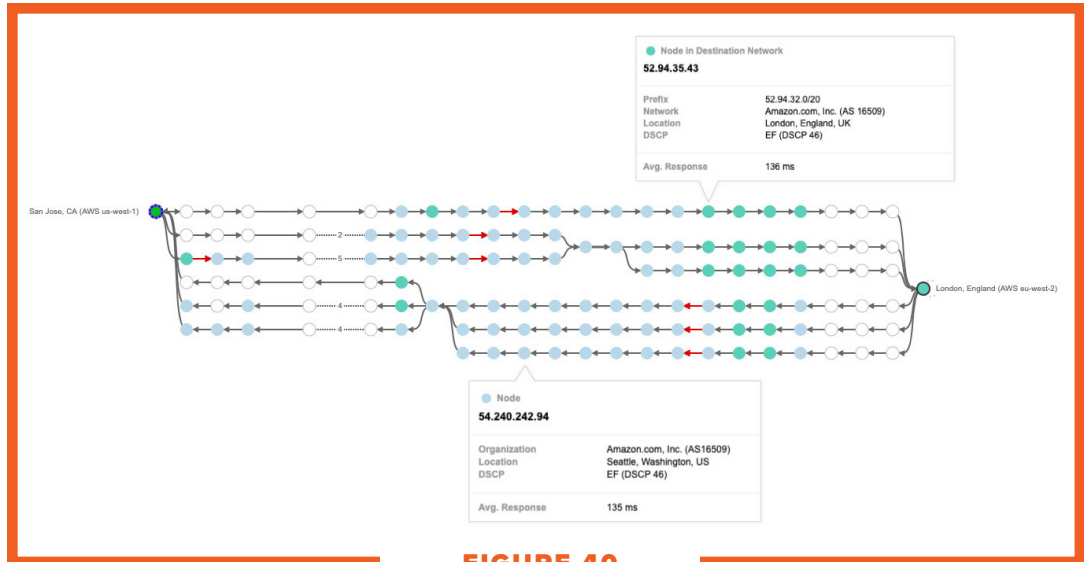 Node in Destination Network
52.94.35.43
Prefix 52.94.32.0/20
Network Amazon.com, Inc. (AS 16509)
Location London, England, UK
DSCP EF (DSCP 46)
Avg. Response 136 ms
San Jose, CA (AWS us-west-1)
2
5
4
4
London, England (AWS eu-west-2)
Node
54.240.242.94
Organization Amazon.com, Inc. (AS16509)
Location Seattle, Washington, US
DSCP EF (DSCP 46)
Avg. Response 135 ms
FIGURE 40